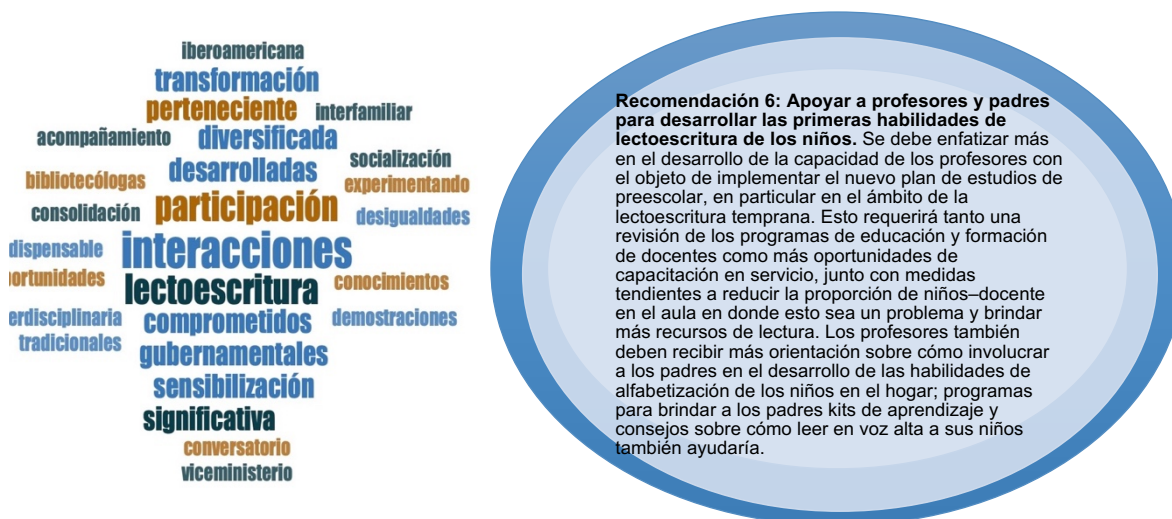 iberoamericana
transformación
perteneciente interfamiliar
acompañamiento diversificada
desarrolladas socialización
bibliotecólogas experimentando
consolidación participación desigualdades
dispensable interacciones
ortunidades lectoescritura conocimientos
erdisciplinaria comprometidos demostraciones
tradicionales gubernamentales
sensibilización
significativa
conversatorio
viceministerio
Recomendación 6: Apoyar a profesores y padres
para desarrollar las primeras habilidades de
lectoescritura de los niños. Se debe enfatizar más
en el desarrollo de la capacidad de los profesores con
el objeto de implementar el nuevo plan de estudios de
preescolar, en particular en el ámbito de la
lectoescritura temprana. Esto requerirá tanto una
revisión de los programas de educación y formación
de docentes como más oportunidades de
capacitación en servicio, junto con medidas
tendientes a reducir la proporción de niños–docente
en el aula en donde esto sea un problema y brindar
más recursos de lectura. Los profesores también
deben recibir más orientación sobre cómo involucrar
a los padres en el desarrollo de las habilidades de
alfabetización de los niños en el hogar; programas
para brindar a los padres kits de aprendizaje y
consejos sobre cómo leer en voz alta a sus niños
también ayudaría.